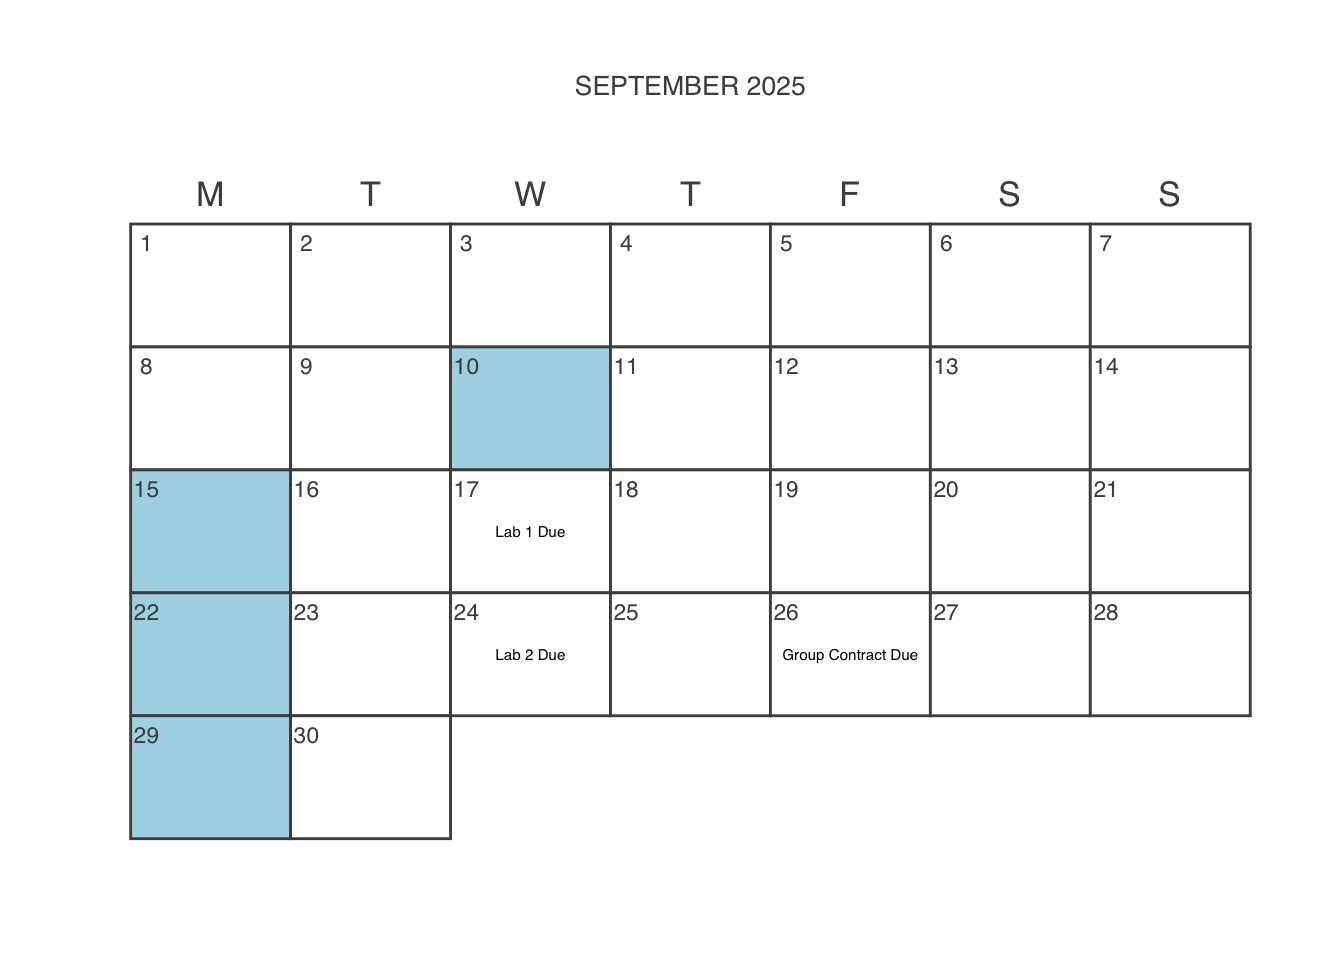 SEPTEMBER 2025
M T W T F S S
1 2 3 4 5 6 7
8 9 10 11 12 13 14
15 16 17 18 19 20 21
Lab 1 Due
22 23 24 25 26 27 28
Lab 2 Due Group Contract Due
29 30